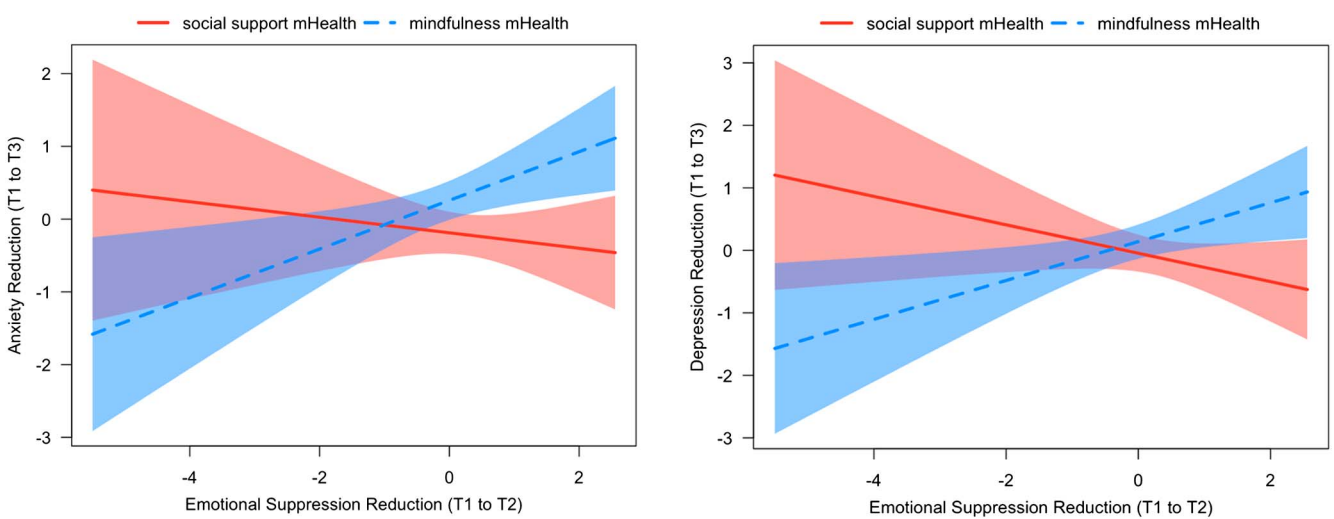 social support mHealth mindfulness mHealth
Anxiety Reduction (T1 to T3)
2
1
0
-1
-2
-3
-4 -2 0 2
Emotional Suppression Reduction (T1 to T2)
social support mHealth mindfulness mHealth
Depression Reduction (T1 to T3)
3
2
1
0
-1
-2
-3
-4 -2 0 2
Emotional Suppression Reduction (T1 to T2)